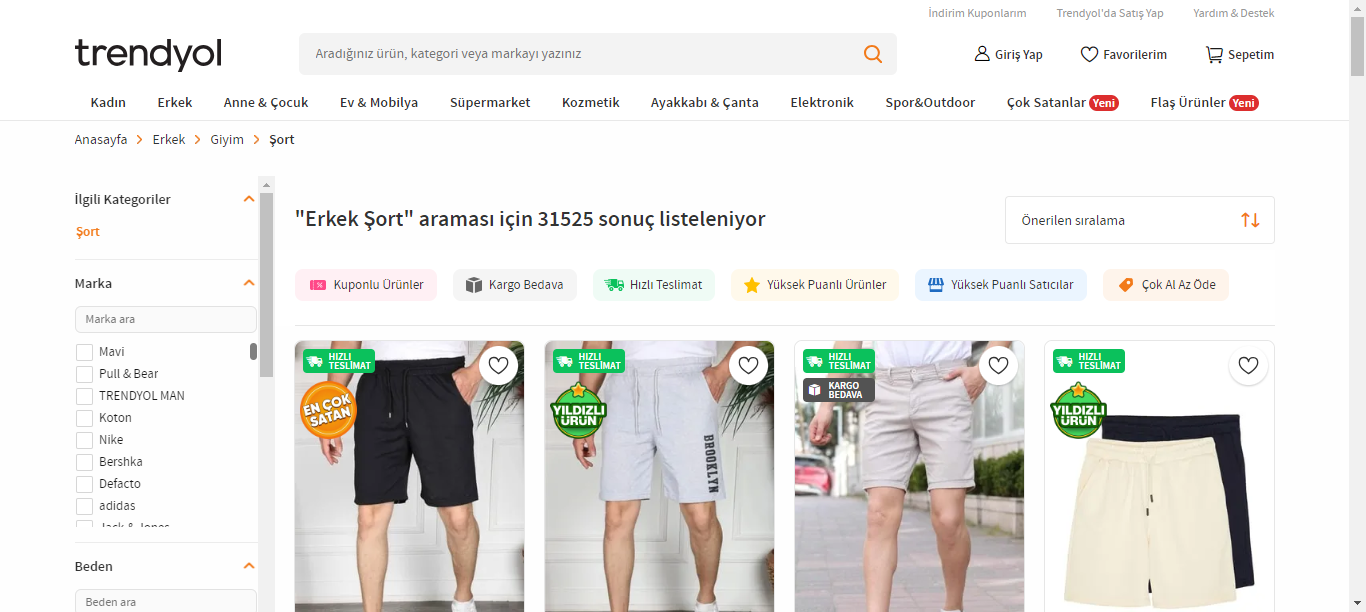 İndirim Kuponlarım Trendyol'da Satış Yap Yardım & Destek
trendyol
Aradığınız ürün, kategori veya markayı yazınız
Giriş Yap Favorilerim Sepetim
Kadın Erkek Anne & Çocuk Ev & Mobilya Süpermarket Kozmetik Ayakkabı & Çanta Elektronik Spor&Outdoor Çok Satanlar Yeni Flaş Ürünler Yeni
Anasayfa Erkek Giyim Şort
İlgili Kategoriler
Şort
Marka
Marka ara
Mavi
Pull & Bear
TRENDYOL MAN
Koton
Nike
Bershka
Defacto
adidas
Jack & Jones
Beden
Beden ara
"Erkek Şort" araması için 31525 sonuç listeleniyor
Önerilen sıralama
Kuponlu Ürünler Kargo Bedava Hızlı Teslimat Yüksek Puanlı Ürünler Yüksek Puanlı Satıcılar Çok Al Az Öde
HIZLI
TESLİMAT
EN ÇOK
SATAN
HIZLI
TESLİMAT
YILDIZLI
ÜRÜN
BROOKLYN
HIZLI
TESLİMAT
KARGO
BEDAVA
HIZLI
TESLİMAT
YILDIZLI
ÜRÜN